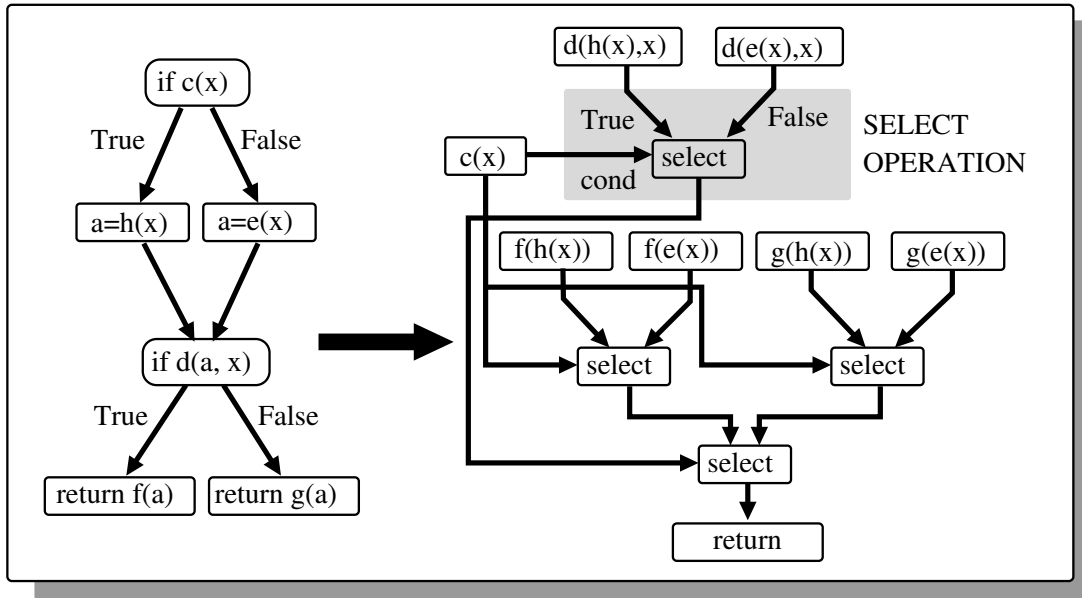 if c(x)
True
False
a=h(x)
a=e(x)
if d(a, x)
True
False
return f(a)
return g(a)
d(h(x),x)
d(e(x),x)
True
False
SELECT
OPERATION
c(x)
select
cond
f(h(x))
f(e(x))
g(h(x))
g(e(x))
select
select
select
return